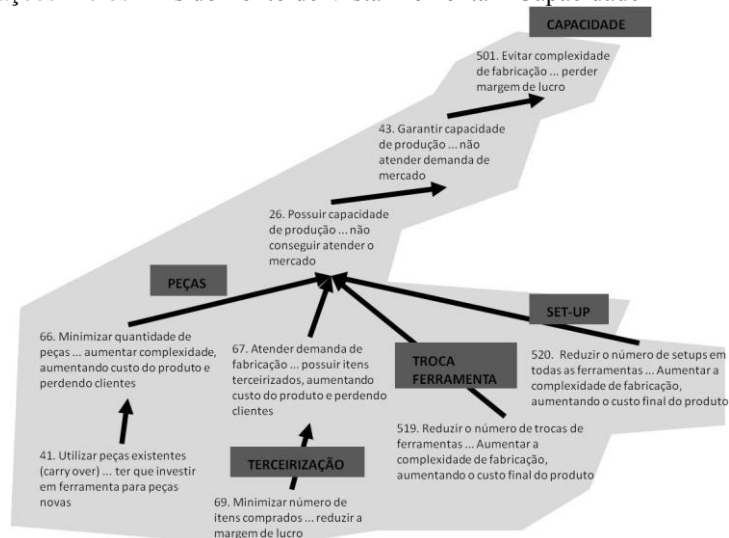 CAPACIDADE
501. Evitar complexidade
de fabricação ... perder
margem de lucro
43. Garantir capacidade
de produção ... não
atender demanda de
mercado
26. Possuir capacidade
de produção ... não
conseguir atender o
mercado
PEÇAS
SET-UP
66. Minimizar quantidade de
peças ... aumentar complexidade,
aumentando custo do produto e
perdendo clientes
67. Atender demanda de
fabricação ... possuir itens
terceirizados, aumentando
custo do produto e perdendo
clientes
TROCA
FERRAMENTA
520. Reduzir o número de setups em
todas as ferramentas ... Aumentar a
complexidade de fabricação,
aumentando o custo final do produto
41. Utilizar peças existentes
(carry over) ... ter que investir
em ferramenta para peças
novas
TERCEIRIZAÇÃO
519. Reduzir o número de trocas de
ferramentas ... Aumentar a
complexidade de fabricação,
aumentando o custo final do produto
69. Minimizar número de
itens comprados ... reduzir a
margem de lucro